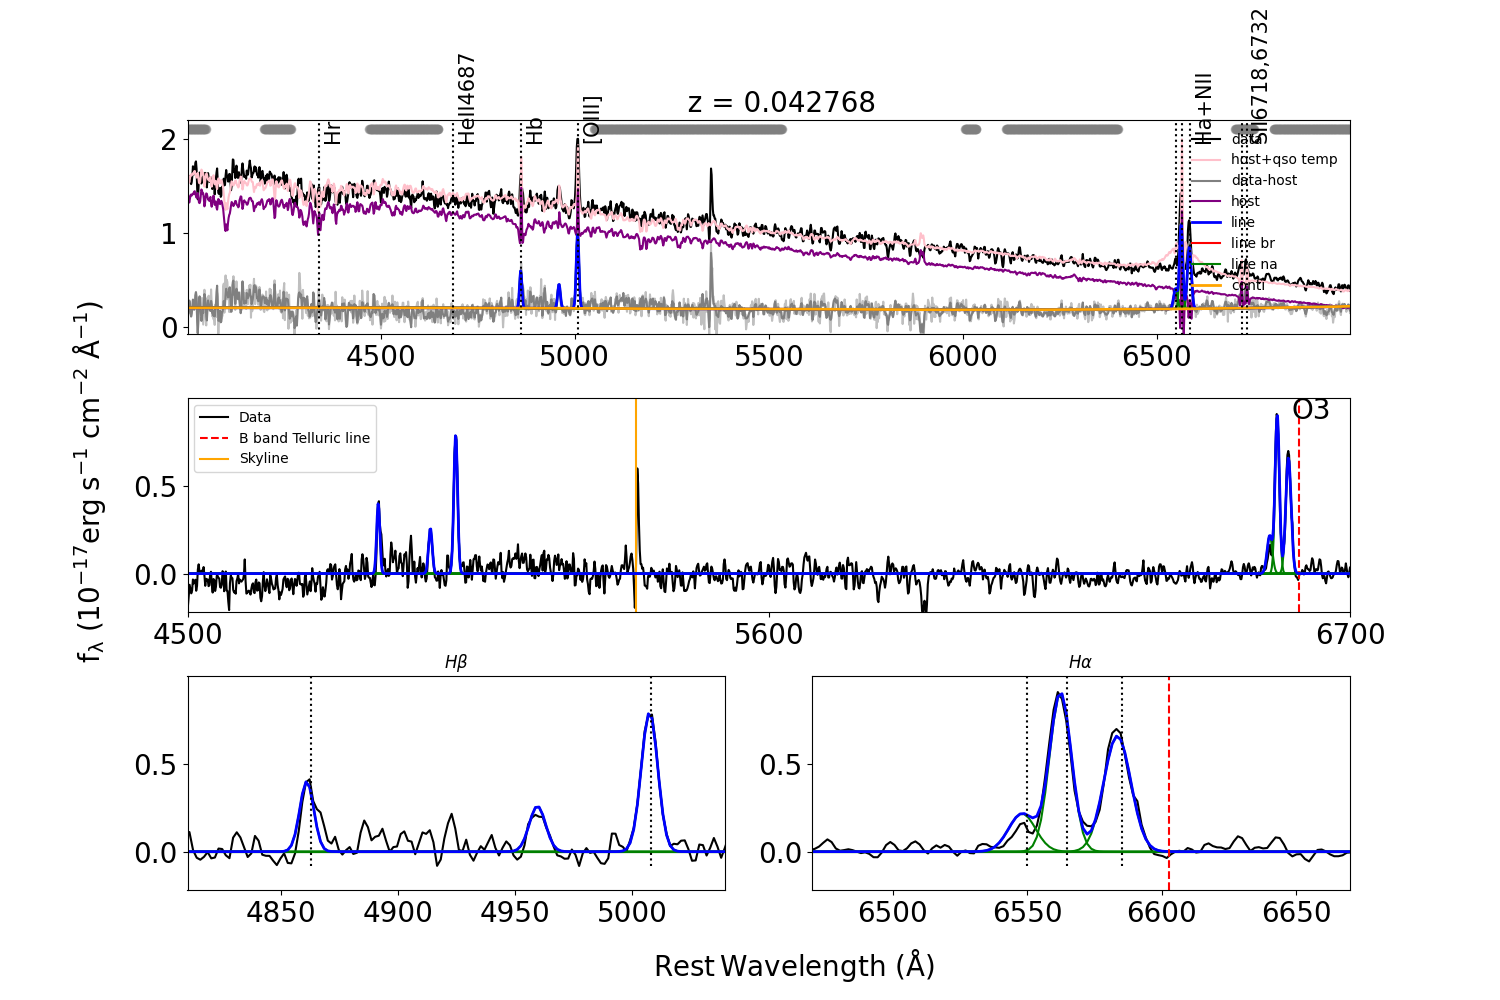 z = 0.042768
Hr
HeII4687
Hb
[OIII]
Ha+NII
SII6718,6732
data
host+qso temp
data-host
host
line
line br
line na
conti
2
1
0
4500
5000
5500
6000
6500
fλ (10⁻¹⁷erg s⁻¹ cm⁻² Å⁻¹)
Data
B band Telluric line
Skyline
O3
0.5
0.0
4500
5600
6700
Hβ
0.5
0.0
4850
4900
4950
5000
Hα
0.5
0.0
6500
6550
6600
6650
Rest Wavelength (Å)